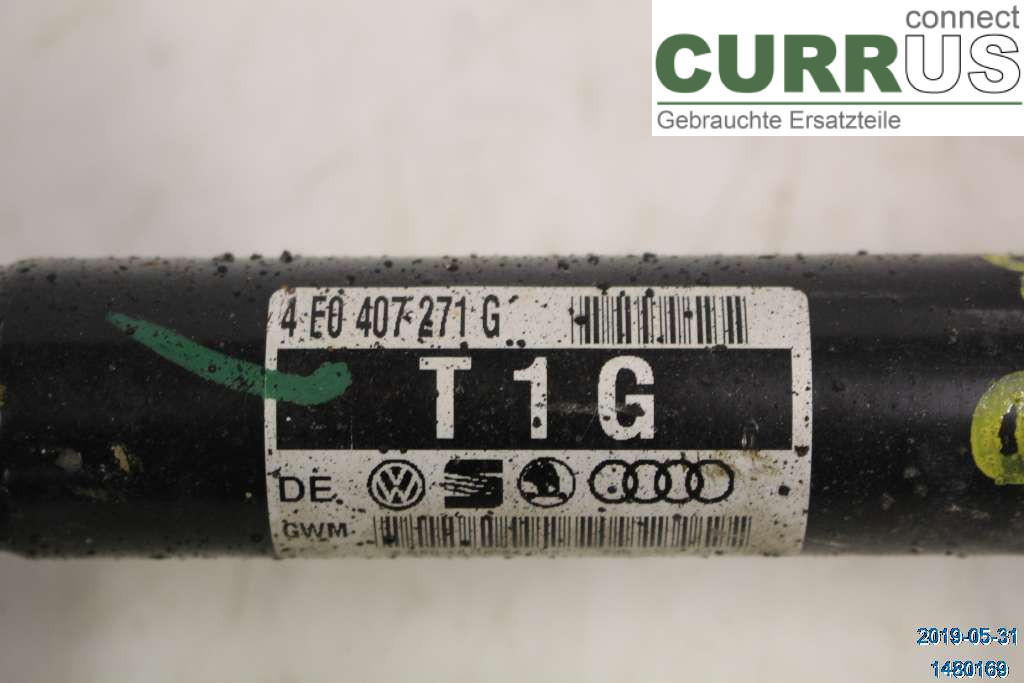 connect
CURRUS
Gebrauchte Ersatzteile
4 E0 407 271 G
T 1 G
DE
GWM
2019-05-31
1480169